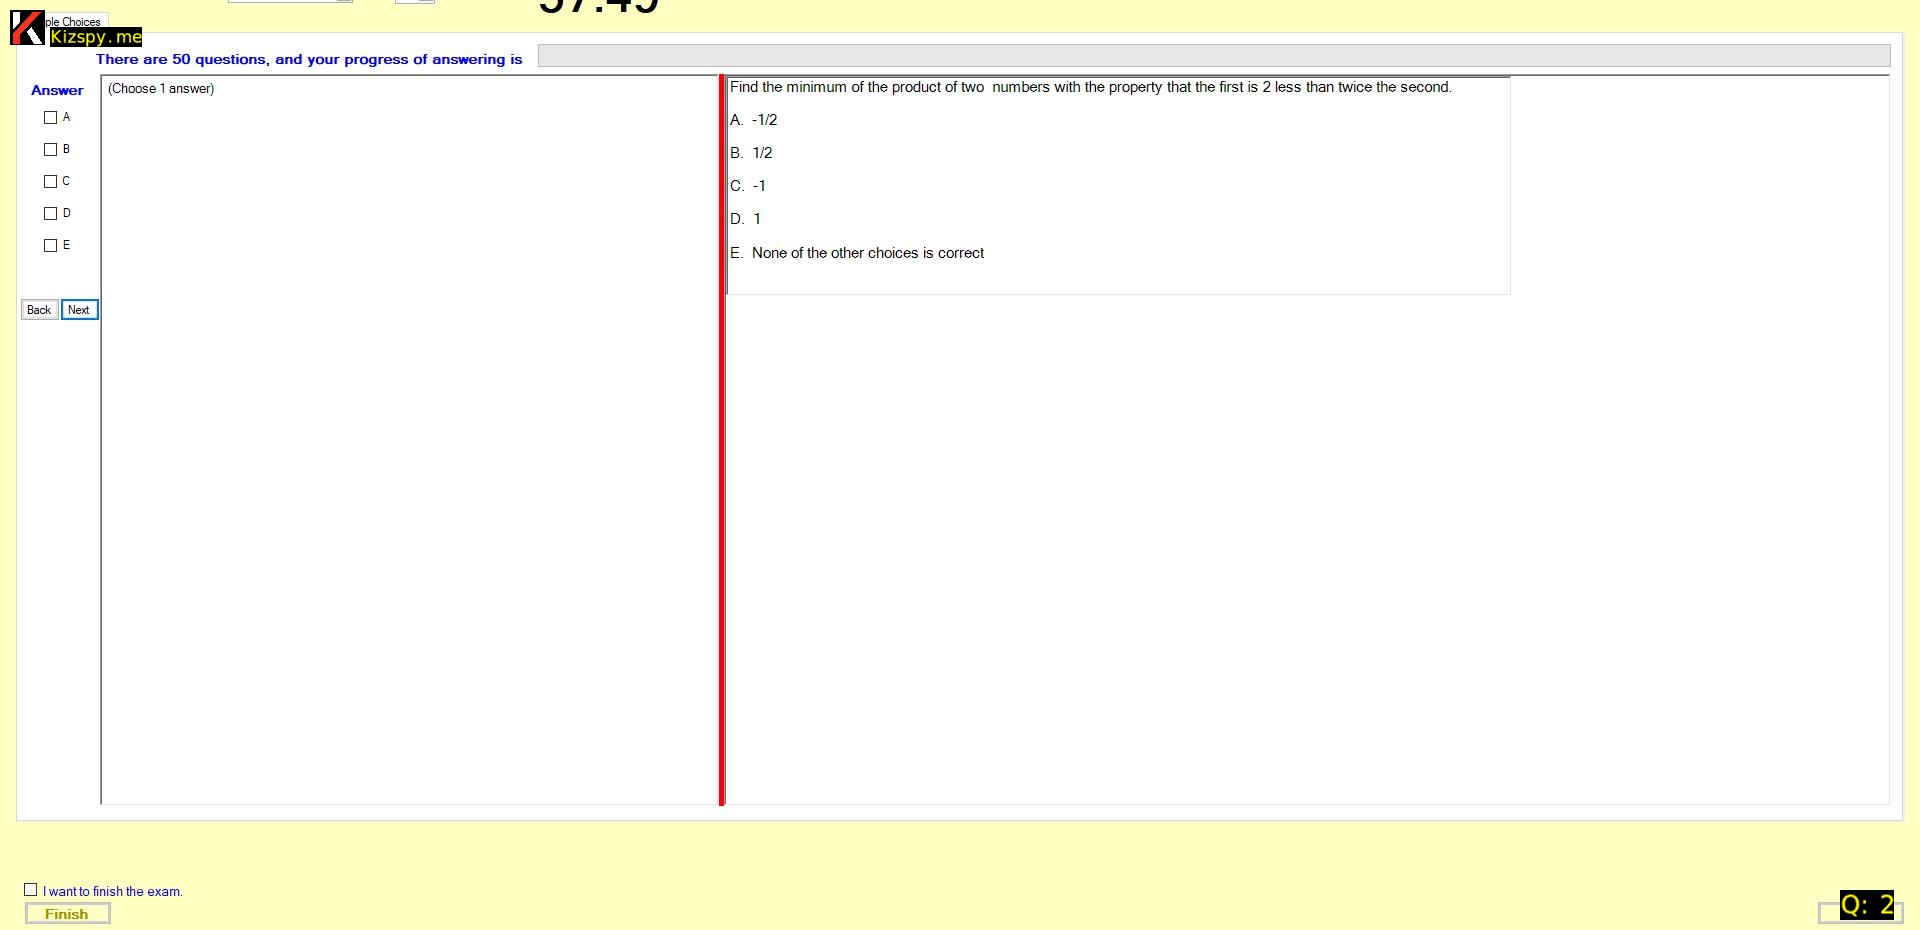 ple Choices
Kizspy.me
There are 50 questions, and your progress of answering is
Answer
(Choose 1 answer)
A
B
C
D
E
Back Next
Find the minimum of the product of two  numbers with the property that the first is 2 less than twice the second.
A.  -1/2
B.  1/2
C.  -1
D.  1
E.  None of the other choices is correct
I want to finish the exam.
Finish
Q: 2